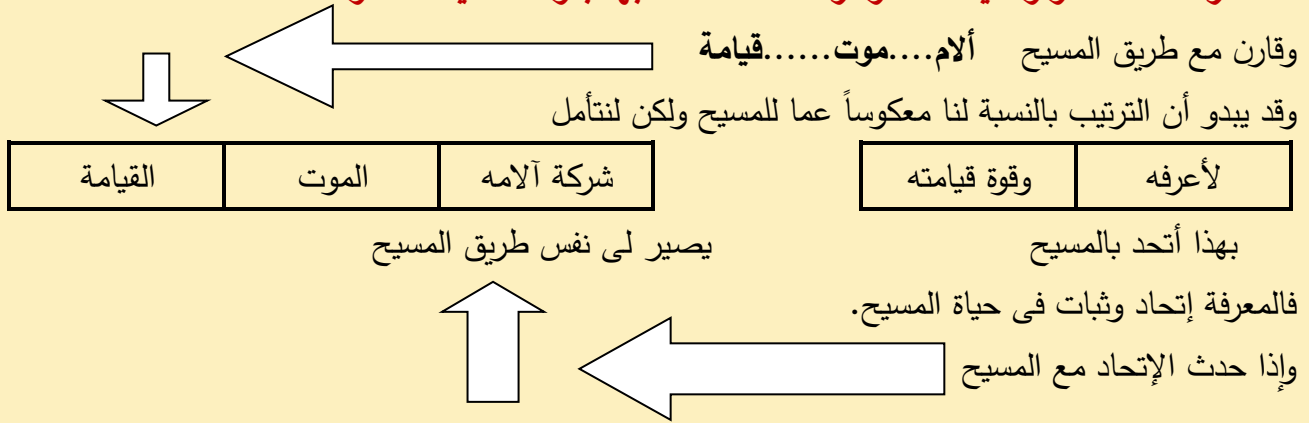 وقارن مع طريق المسيح ألام....موت......قيامة
وقد يبدو أن الترتيب بالنسبة لنا معكوساً عما للمسيح ولكن لنتأمل
لأعرفه وقوة قيامته شركة آلامه الموت القيامة
بهذا أتحد بالمسيح يصير لى نفس طريق المسيح
فالمعرفة إتحاد وثبات فى حياة المسيح.
وإذا حدث الإتحاد مع المسيح